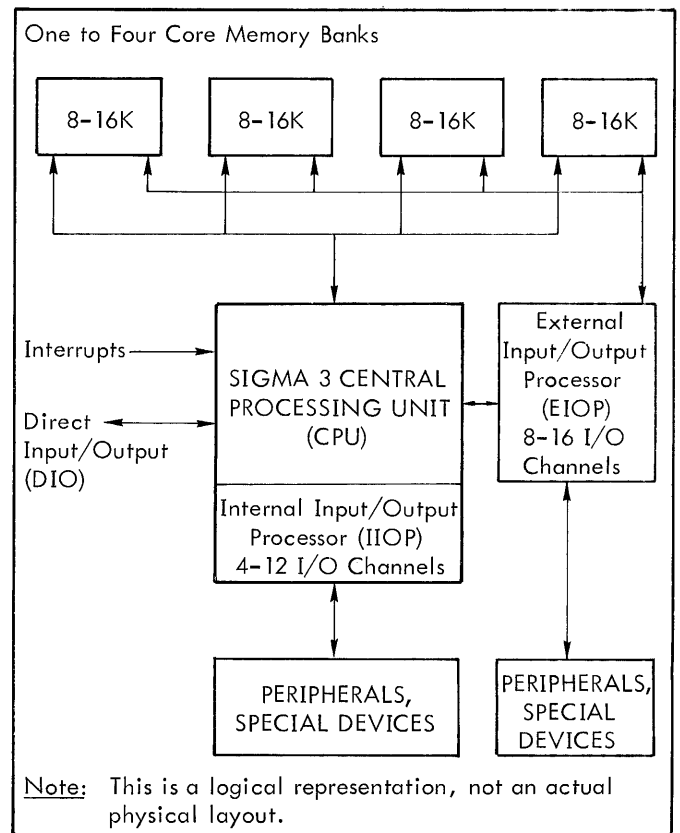 One to Four Core Memory Banks
8-16K
8-16K
8-16K
8-16K
Interrupts
Direct
Input/Output
(DIO)
SIGMA 3 CENTRAL
PROCESSING UNIT
(CPU)
Internal Input/Output
Processor (IIOP)
4-12 I/O Channels
External
Input/Output
Processor
(EIOP)
8-16 I/O
Channels
PERIPHERALS,
SPECIAL DEVICES
PERIPHERALS,
SPECIAL
DEVICES
Note: This is a logical representation, not an actual
physical layout.